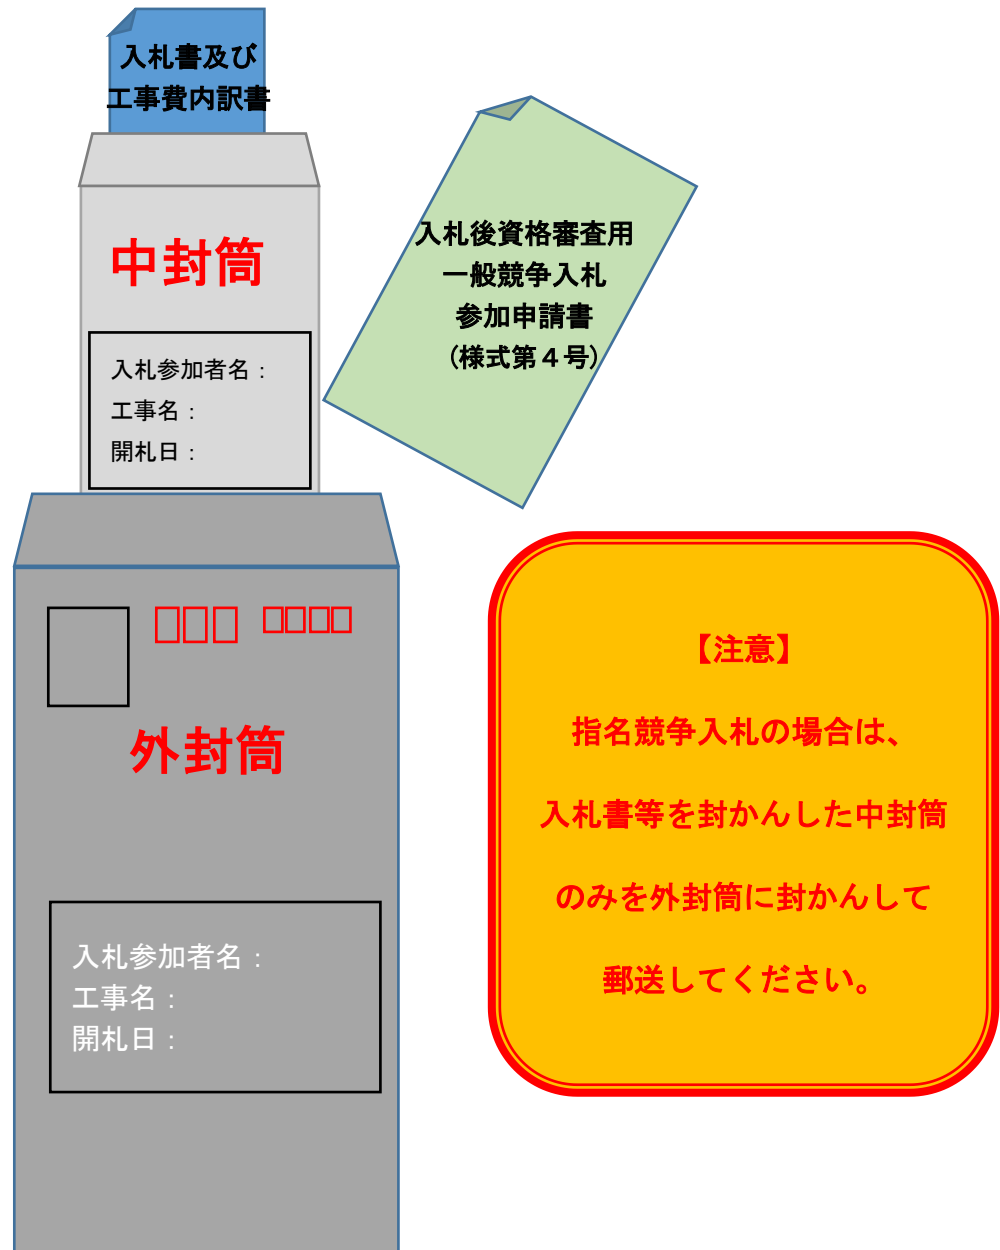 入札書及び
工事費内訳書
中封筒
入札参加者名：
工事名：
開札日：
入札後資格審査用
一般競争入札
参加申請書
（様式第４号）
外封筒
入札参加者名：
工事名：
開札日：
【注意】
指名競争入札の場合は、
入札書等を封かんした中封筒
のみを外封筒に封かんして
郵送してください。